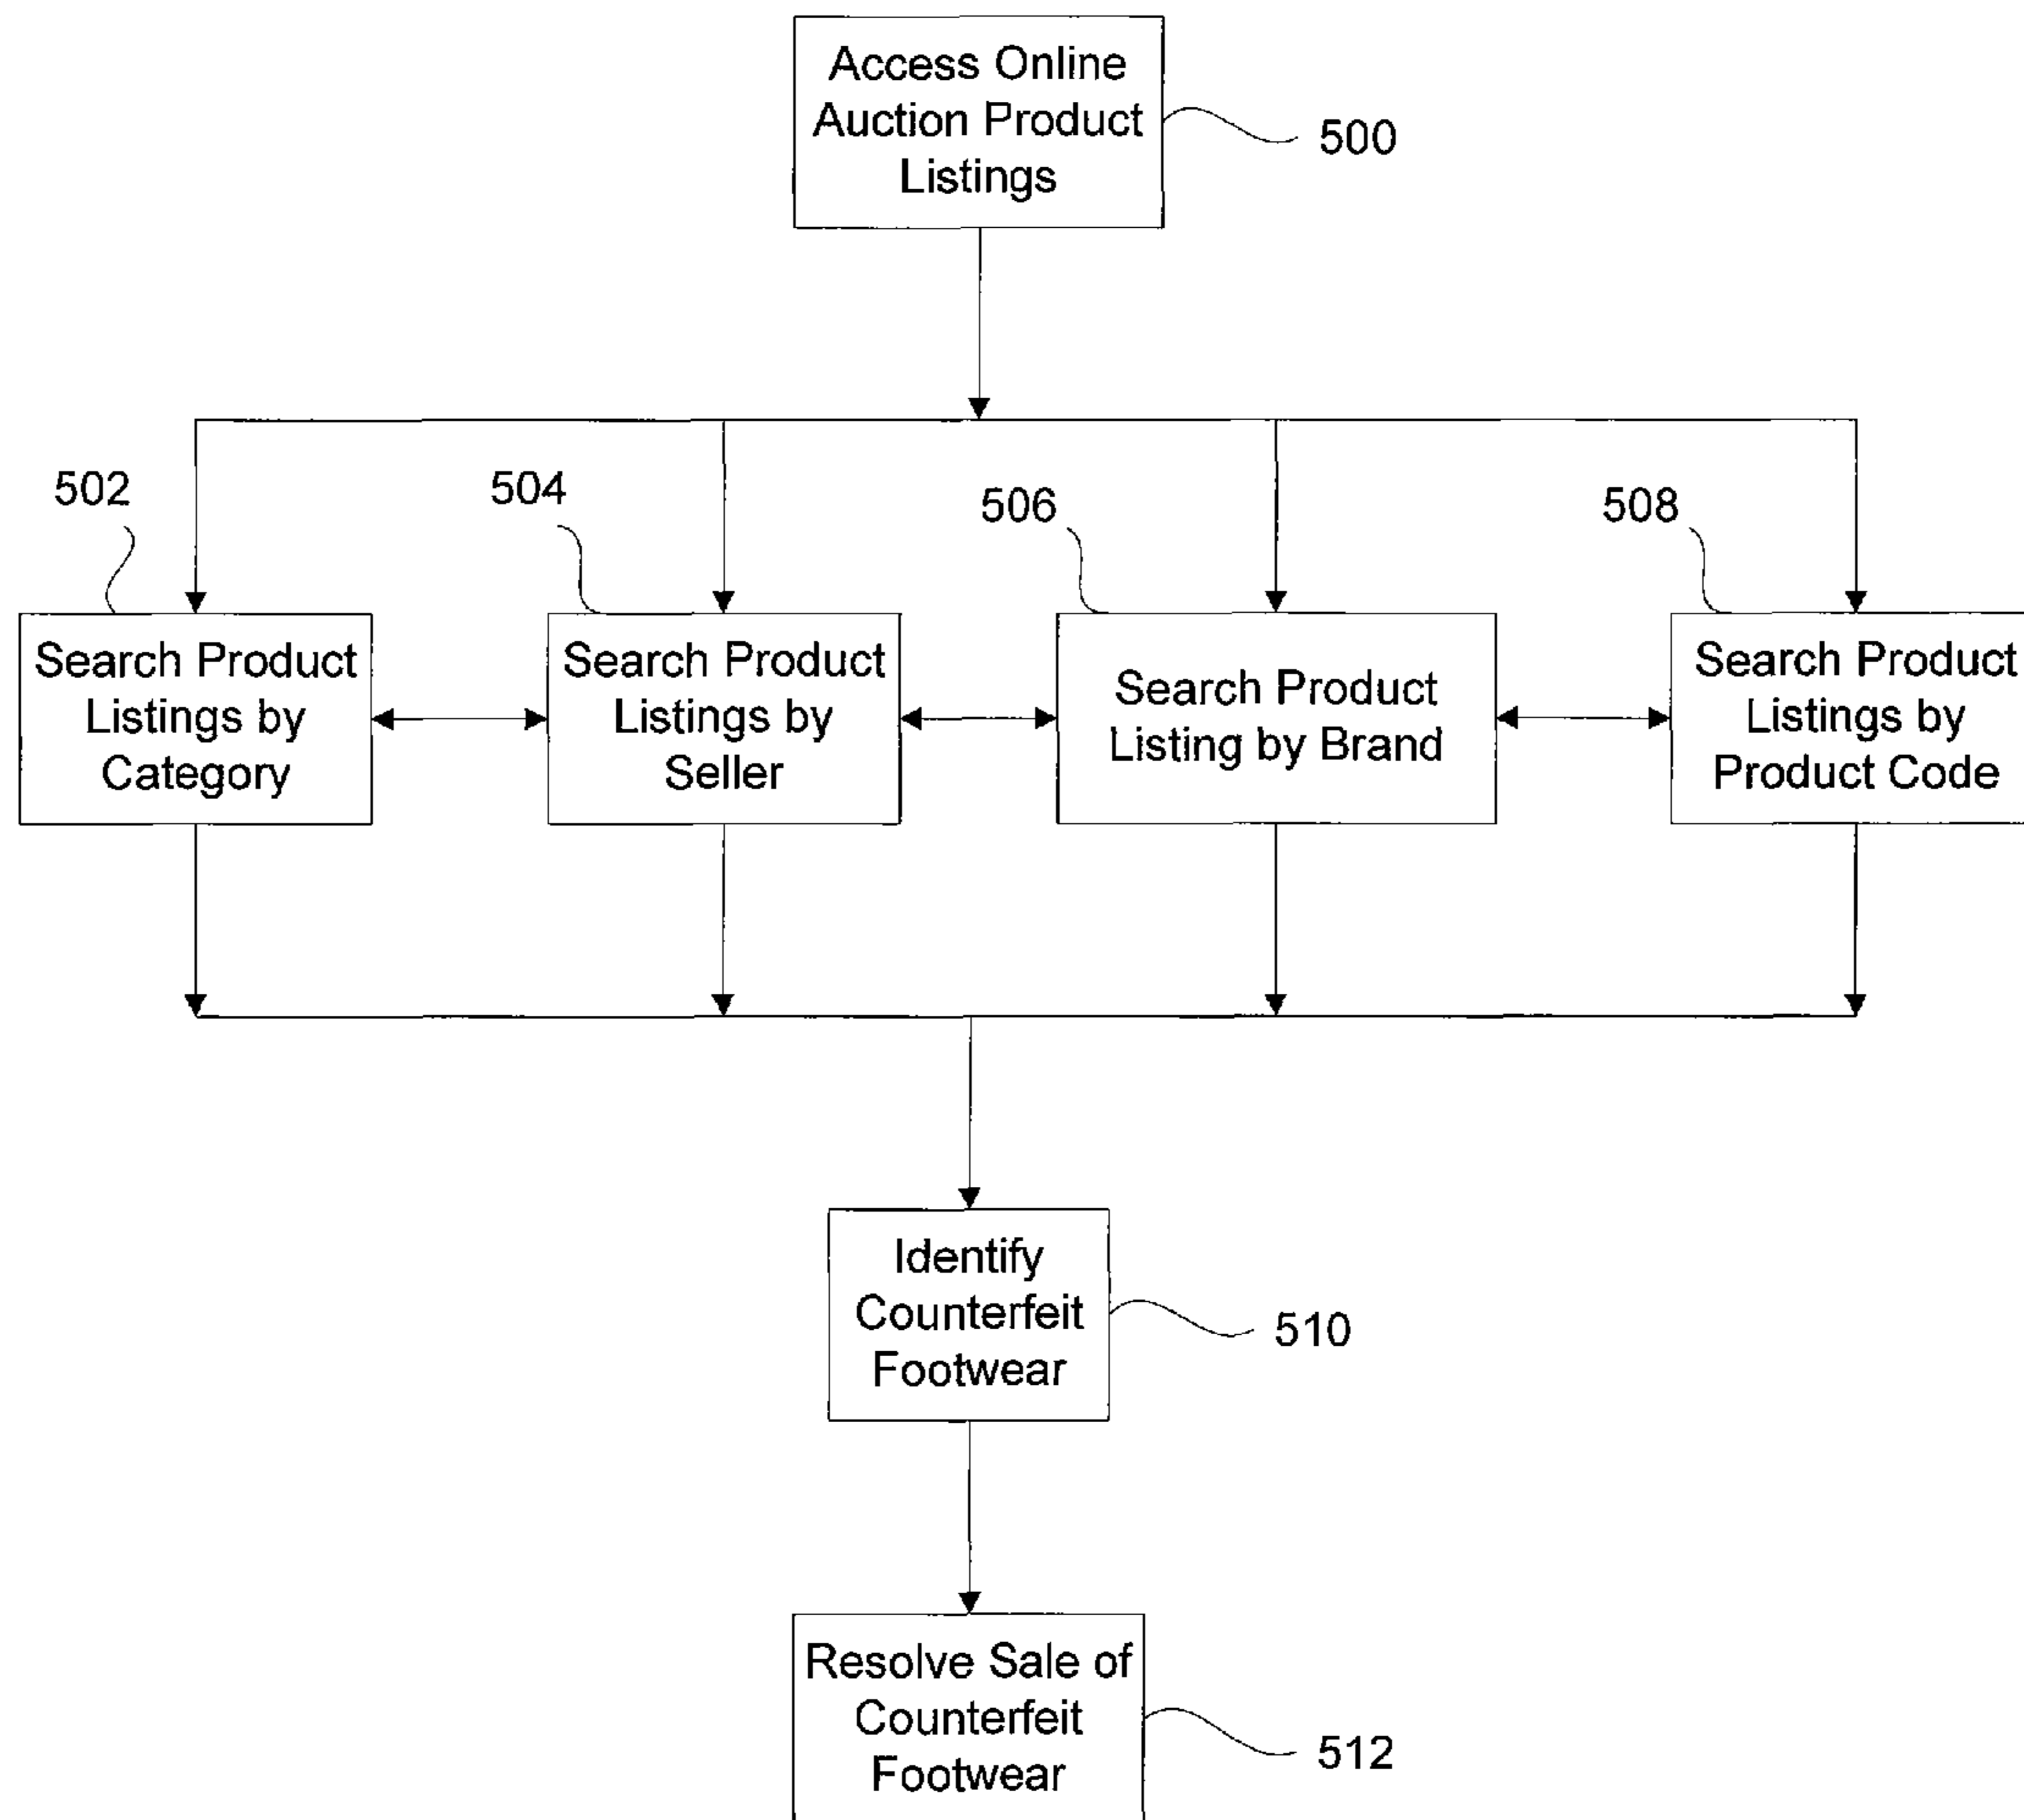 Access Online
Auction Product
Listings
500
502
504
506
508
Search Product
Listings by
Category
Search Product
Listings by
Seller
Search Product
Listing by Brand
Search Product
Listings by
Product Code
Identify
Counterfeit
Footwear
510
Resolve Sale of
Counterfeit
Footwear
512